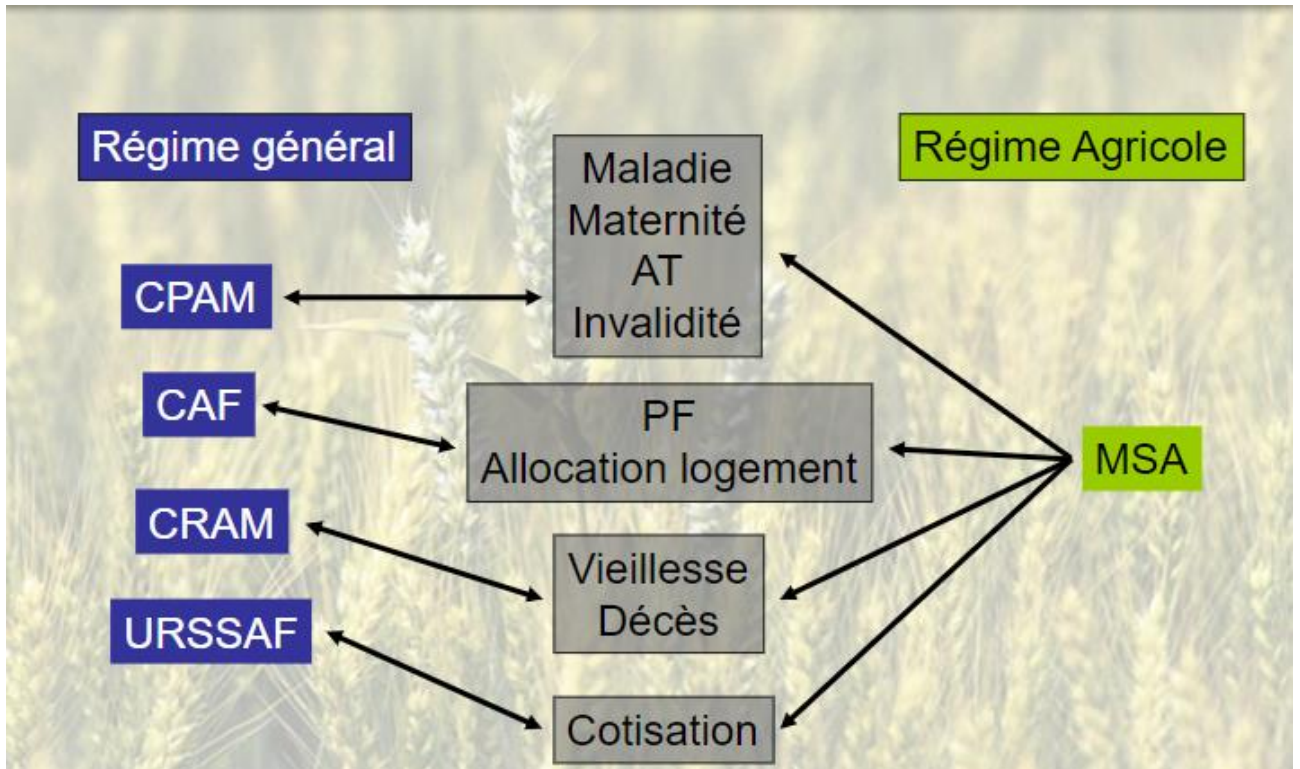 Régime général
Régime Agricole
Maladie
Maternité
AT
Invalidité
CPAM
CAF
PF
Allocation logement
MSA
CRAM
Vieillesse
Décès
URSSAF
Cotisation